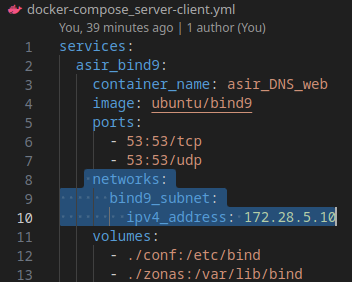 docker-compose_server-client.yml
You, 39 minutes ago | 1 author (You)
1 services:
2 asir_bind9:
3 container_name: asir_DNS_web
4 image: ubuntu/bind9
5 ports:
6 - 53:53/tcp
7 - 53:53/udp
8 networks:
9 bind9_subnet:
10 ipv4_address: 172.28.5.10
11 volumes:
12 - ./conf:/etc/bind
13 - ./zonas:/var/lib/bind